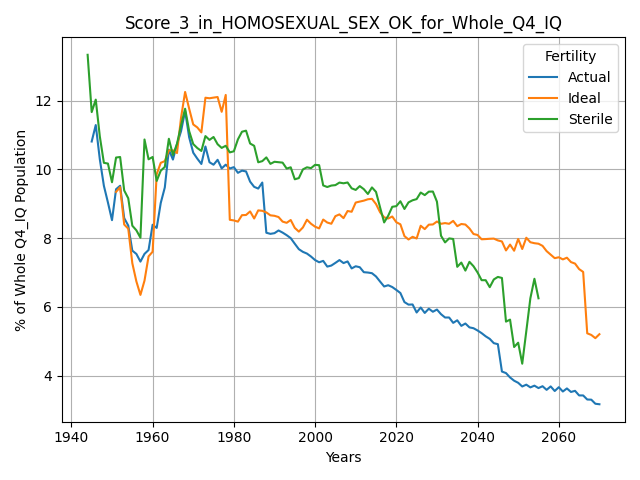 Score_3_in_HOMOSEXUAL_SEX_OK_for_Whole_Q4_IQ
Fertility
Actual
Ideal
Sterile
% of Whole Q4_IQ Population
12
10
8
6
4
1940 1960 1980 2000 2020 2040 2060
Years